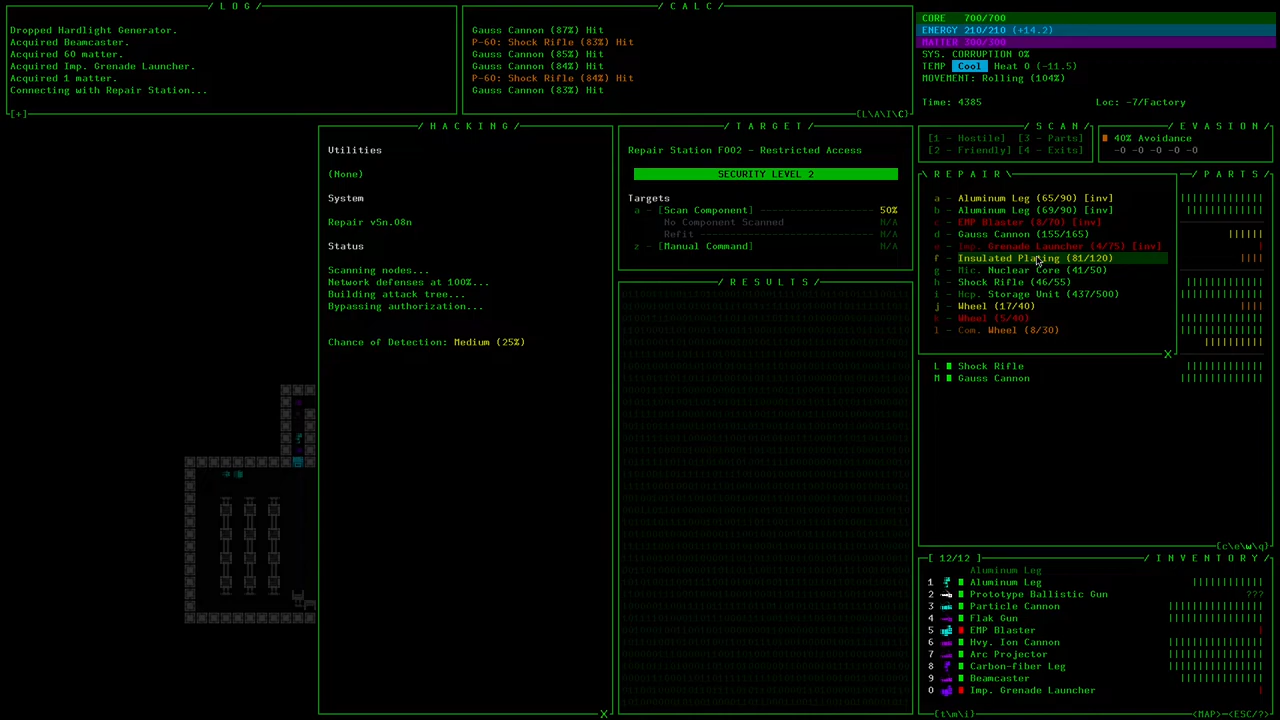 / L O G /
Dropped Hardlight Generator.
Acquired Beamcaster.
Acquired 60 matter.
Acquired Imp. Grenade Launcher.
Acquired 1 matter.
Connecting with Repair Station...
[+]
/ C A L C /
Gauss Cannon (87%) Hit
P-60: Shock Rifle (83%) Hit
Gauss Cannon (85%) Hit
Gauss Cannon (84%) Hit
P-60: Shock Rifle (84%) Hit
Gauss Cannon (83%) Hit
[L\A\I\C]
CORE 700/700
ENERGY 210/210 (+14.2)
MATTER 300/300
SYS. CORRUPTION 0%
TEMP Cool Heat 0 (-11.5)
MOVEMENT: Rolling (104%)
Time: 4385 Loc: -7/Factory
/ S C A N /
[1 - Hostile] [3 - Parts]
[2 - Friendly] [4 - Exits]
/ E V A S I O N /
40% Avoidance
-0 -0 -0 -0 -0
/ H A C K I N G /
Utilities
(None)
System
Repair v5n.08n
Status
Scanning nodes...
Network defenses at 100%...
Building attack tree...
Bypassing authorization...
Chance of Detection: Medium (25%)
X
/ T A R G E T /
Repair Station F002 - Restricted Access
SECURITY LEVEL 2
Targets
a - [Scan Component] 50%
No Component Scanned N/A
Refit N/A
z - [Manual Command] N/A
/ R E S U L T S /
\ R E P A I R \
/ P A R T S /
a - Aluminum Leg (65/90) [inv]
b - Aluminum Leg (69/90) [inv]
c - EMP Blaster (8/70) [inv]
d - Gauss Cannon (155/165)
e - Imp. Grenade Launcher (4/75) [inv]
f - Insulated Plating (81/120)
g - Mic. Nuclear Core (41/50)
h - Shock Rifle (46/55)
i - Hcp. Storage Unit (437/500)
j - Wheel (17/40)
k - Wheel (5/40)
l - Com. Wheel (8/30)
X
L Shock Rifle
M Gauss Cannon
[c\e\w\q]
[ 12/12 ] / I N V E N T O R Y /
Aluminum Leg
1 Aluminum Leg
2 Prototype Ballistic Gun ???
3 Particle Cannon
4 Flak Gun
5 EMP Blaster
6 Hvy. Ion Cannon
7 Arc Projector
8 Carbon-fiber Leg
9 Beamcaster
0 Imp. Grenade Launcher
[t\m\i] <MAP>-<ESC/?>